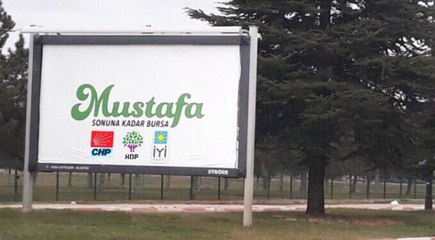 Mustafa
SONUNA KADAR BURSA
CHP HDP İYİ
STRÖER